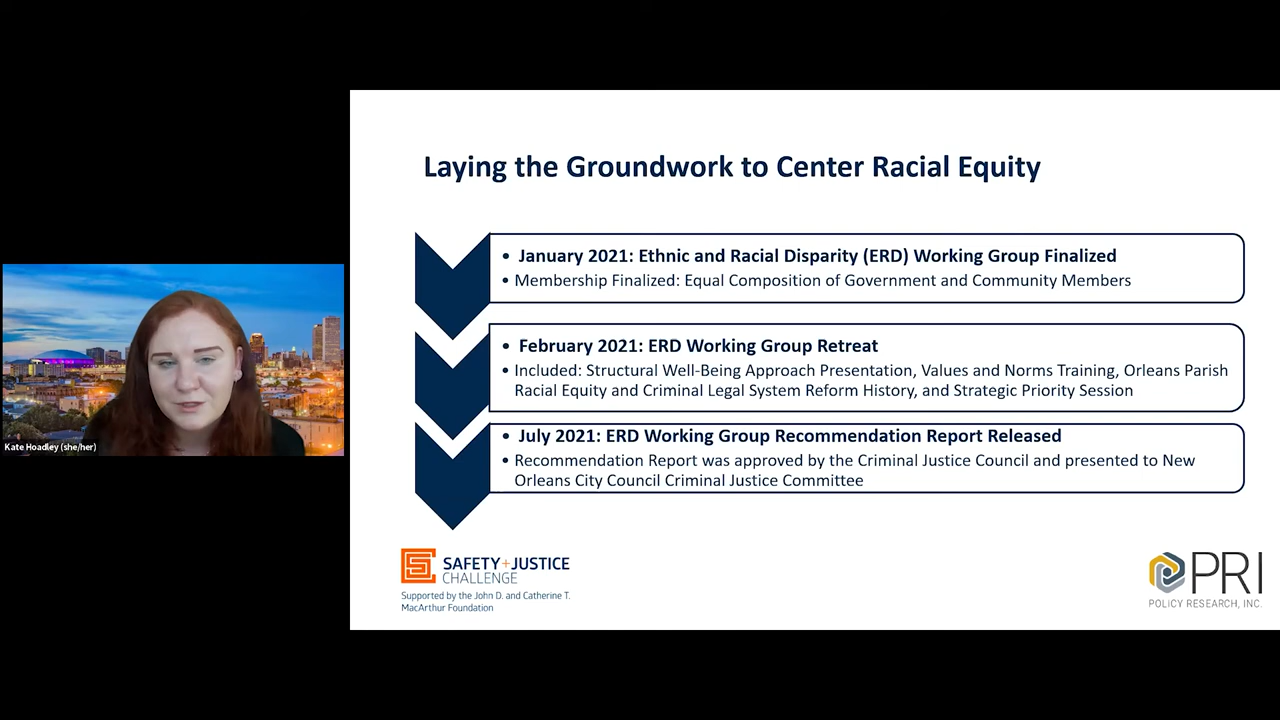 Laying the Groundwork to Center Racial Equity
• January 2021: Ethnic and Racial Disparity (ERD) Working Group Finalized
• Membership Finalized: Equal Composition of Government and Community Members
• February 2021: ERD Working Group Retreat
• Included: Structural Well-Being Approach Presentation, Values and Norms Training, Orleans Parish
Racial Equity and Criminal Legal System Reform History, and Strategic Priority Session
• July 2021: ERD Working Group Recommendation Report Released
• Recommendation Report was approved by the Criminal Justice Council and presented to New
Orleans City Council Criminal Justice Committee
Kate Hoadley (she/her)
SAFETY+JUSTICE
CHALLENGE
Supported by the John D. and Catherine T.
MacArthur Foundation
PRI
POLICY RESEARCH, INC.